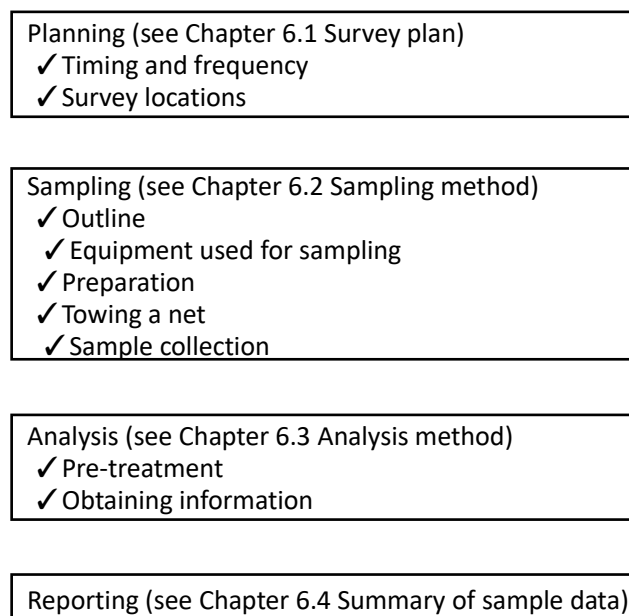 Planning (see Chapter 6.1 Survey plan)
✓Timing and frequency
✓Survey locations
Sampling (see Chapter 6.2 Sampling method)
✓Outline
✓Equipment used for sampling
✓Preparation
✓Towing a net
✓Sample collection
Analysis (see Chapter 6.3 Analysis method)
✓Pre-treatment
✓Obtaining information
Reporting (see Chapter 6.4 Summary of sample data)